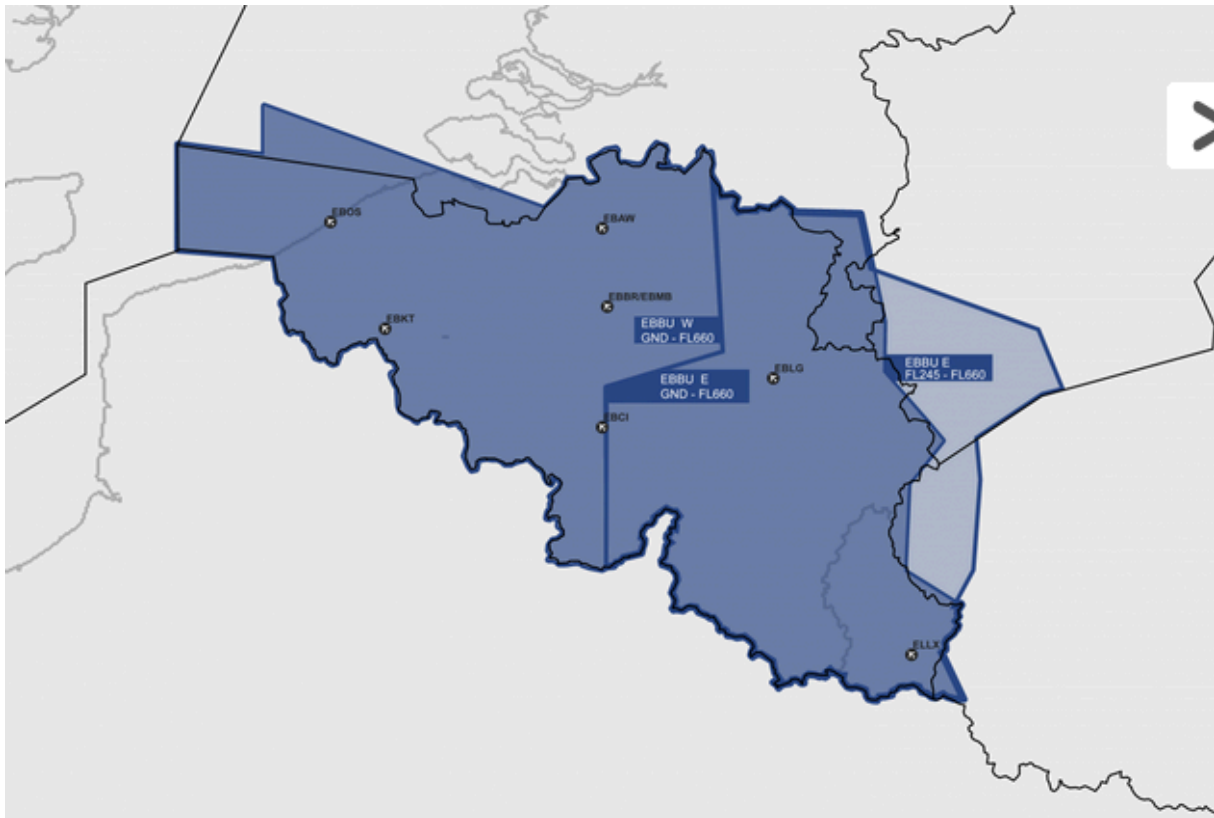 EBOS
EBAW
EBBR/EBMB
EBKT
EBBU W
GND - FL660
EBBU E
FL245 - FL660
EBBU E
GND - FL660
EBLG
EBCI
ELLX